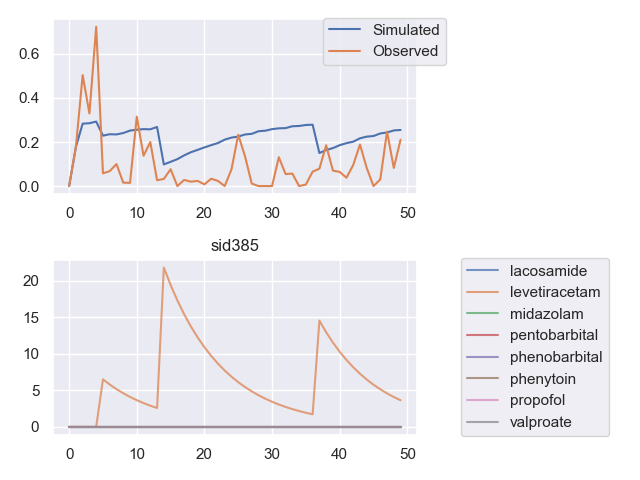 Simulated
Observed
0.6
0.4
0.2
0.0
0 10 20 30 40 50
sid385
20
15
10
5
0
0 10 20 30 40 50
lacosamide
levetiracetam
midazolam
pentobarbital
phenobarbital
phenytoin
propofol
valproate